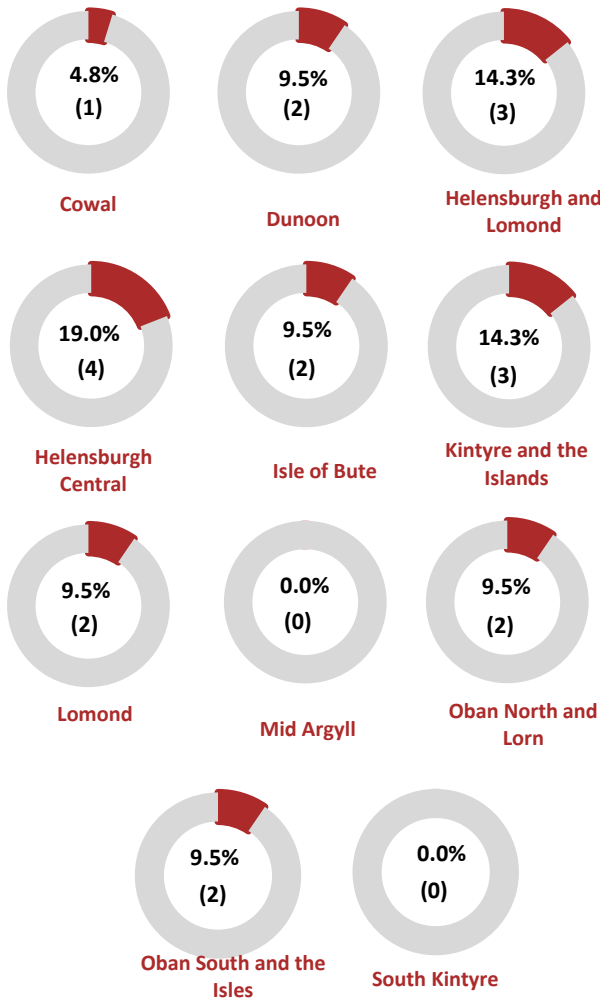 4.8%
(1)
Cowal
9.5%
(2)
Dunoon
14.3%
(3)
Helensburgh and
Lomond
19.0%
(4)
Helensburgh
Central
9.5%
(2)
Isle of Bute
14.3%
(3)
Kintyre and the
Islands
9.5%
(2)
Lomond
0.0%
(0)
Mid Argyll
9.5%
(2)
Oban North and
Lorn
9.5%
(2)
Oban South and the
Isles
0.0%
(0)
South Kintyre